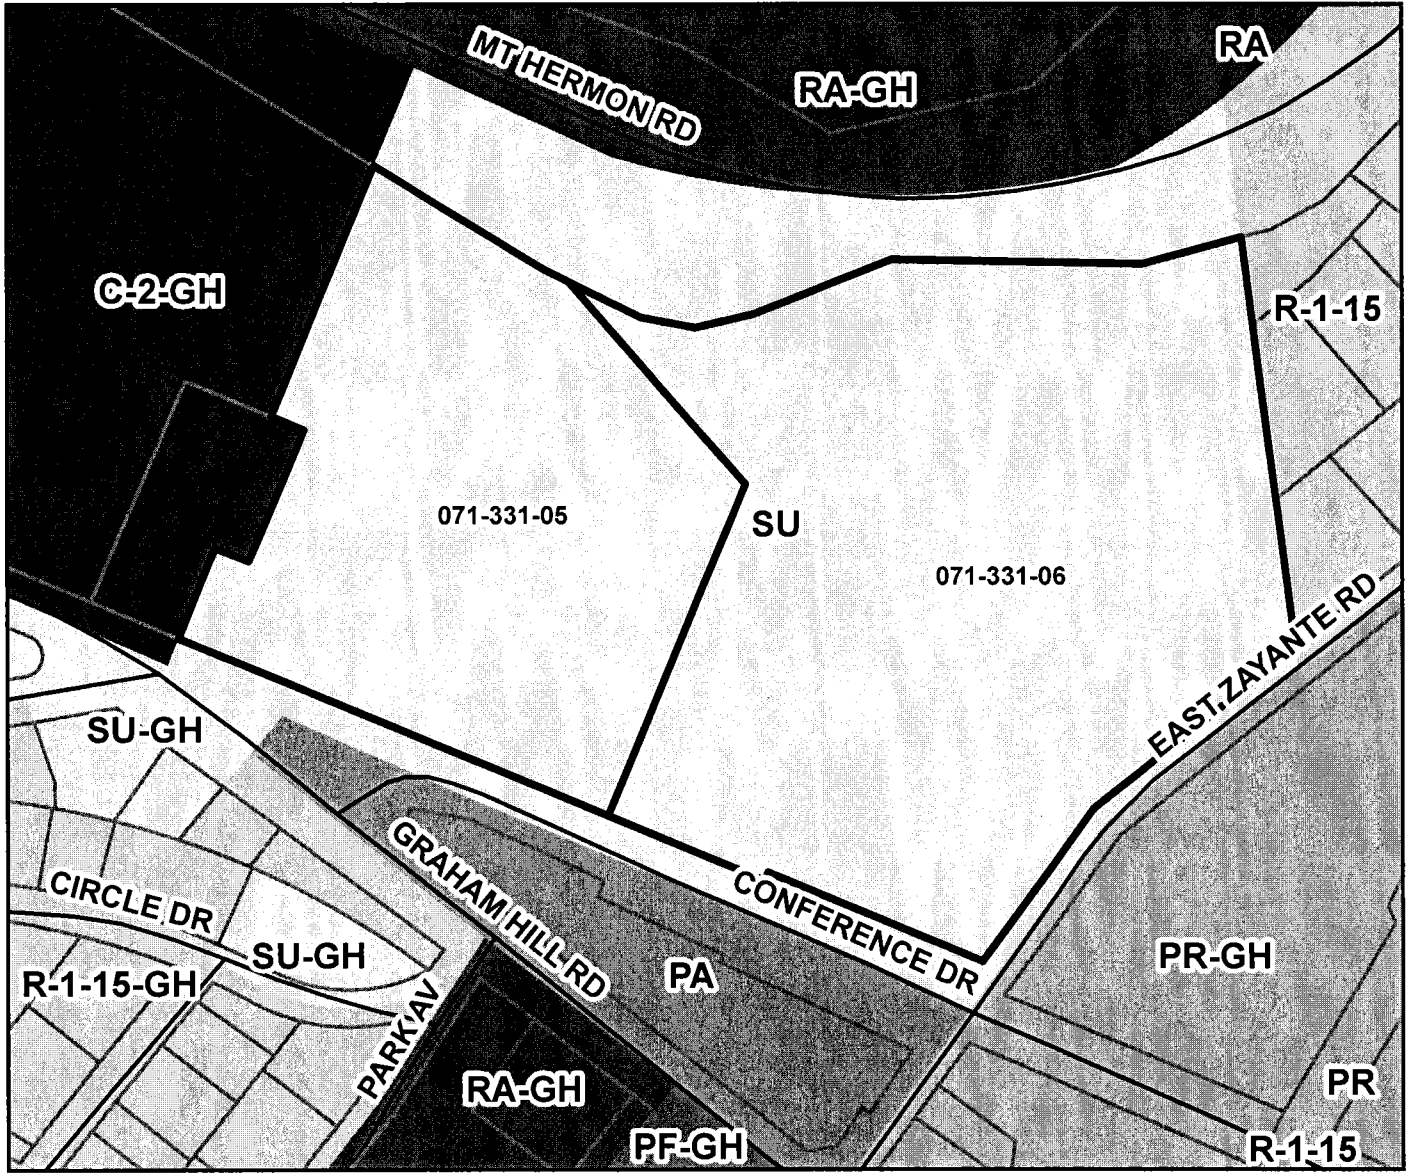 MT HERMON RD
RA-GH
RA
C-2-GH
R-1-15
071-331-05
SU
071-331-06
EAST ZAYANTE RD
SU-GH
GRAHAM HILL RD
CONFERENCE DR
CIRCLE DR
SU-GH
R-1-15-GH
PARK AV
PA
PR-GH
RA-GH
PR
PF-GH
R-1-15